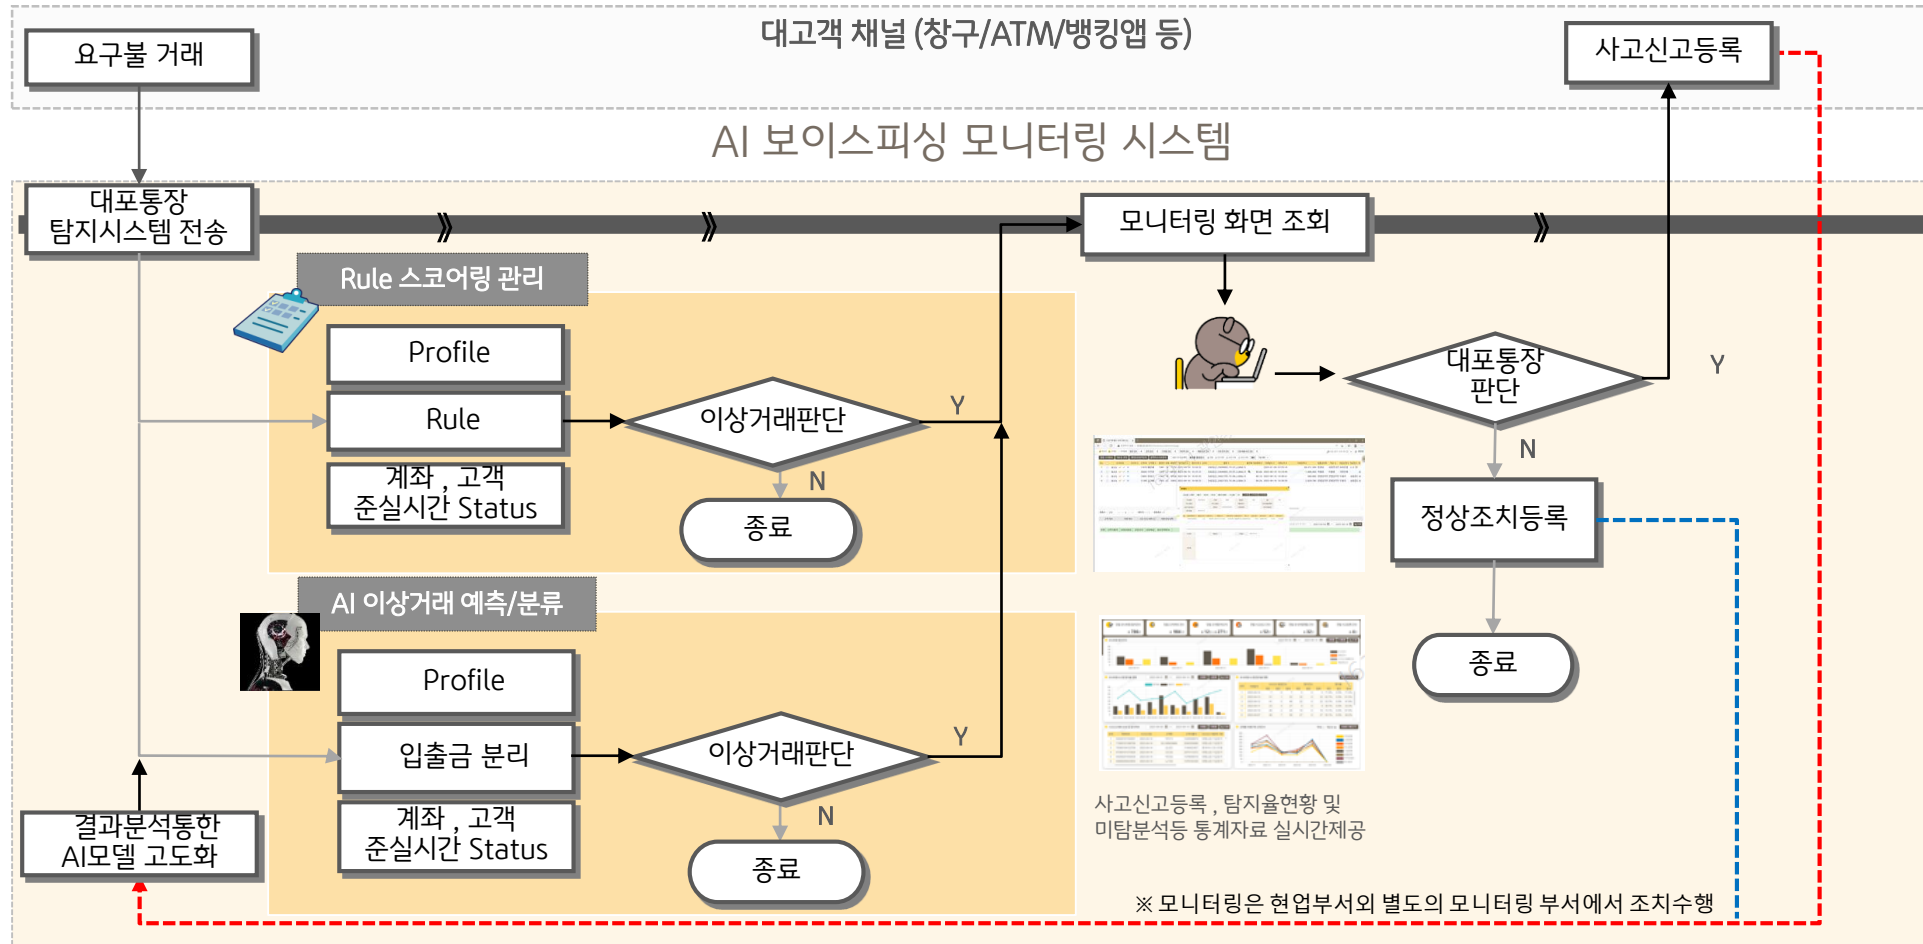 대고객 채널 (창구/ATM/뱅킹앱 등)
요구불 거래
사고신고등록
AI 보이스피싱 모니터링 시스템
대포통장
탐지시스템 전송
모니터링 화면 조회
Rule 스코어링 관리
Profile
Rule
계좌 , 고객
준실시간 Status
이상거래판단
Y
N
종료
대포통장
판단
Y
N
정상조치등록
종료
AI 이상거래 예측/분류
Profile
입출금 분리
계좌 , 고객
준실시간 Status
이상거래판단
Y
N
종료
결과분석통한
AI모델 고도화
사고신고등록 , 탐지율현황 및
미탐분석등 통계자료 실시간제공
※ 모니터링은 현업부서외 별도의 모니터링 부서에서 조치수행